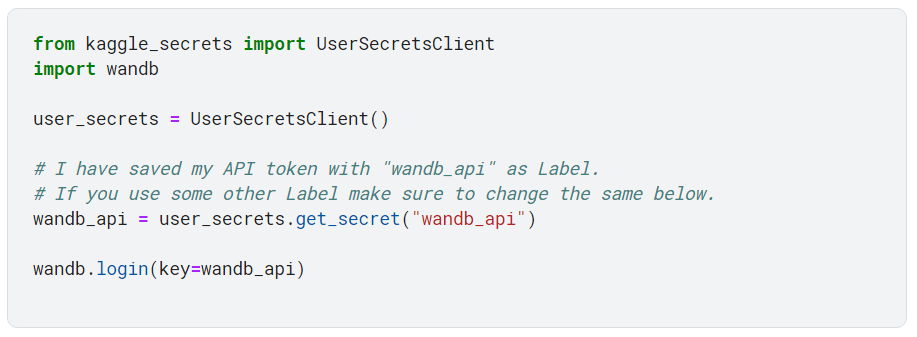 from kaggle_secrets import UserSecretsClient
import wandb
user_secrets = UserSecretsClient()
# I have saved my API token with "wandb_api" as Label.
# If you use some other Label make sure to change the same below.
wandb_api = user_secrets.get_secret("wandb_api")
wandb.login(key=wandb_api)